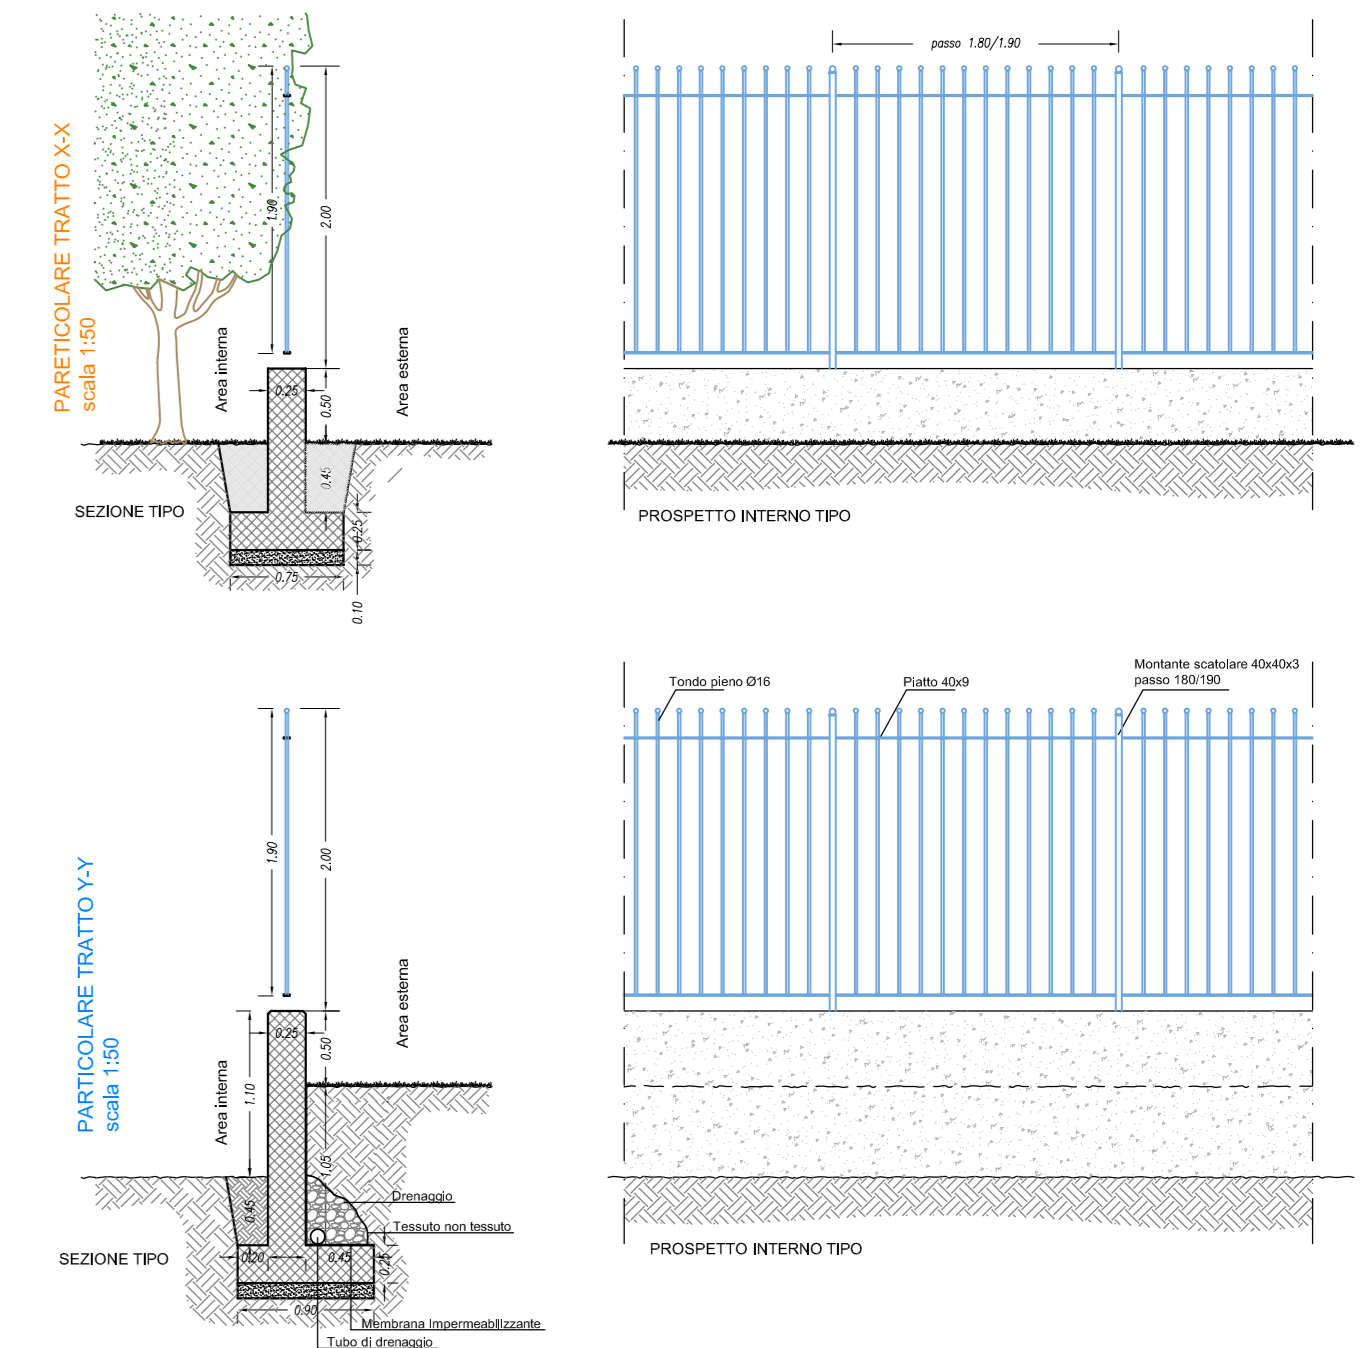 PARETICOLARE TRATTO X-X
scala 1:50
1.90
2.00
Area interna
Area esterna
0.25
0.50
0.45
0.25
0.75
0.10
SEZIONE TIPO
passo 1.80/1.90
PROSPETTO INTERNO TIPO
PARTICOLARE TRATTO Y-Y
scala 1:50
1.90
2.00
Area interna
Area esterna
0.25
0.50
1.10
1.05
0.45
Drenaggio
Tessuto non tessuto
0.20
0.45
0.25
0.90
Membrana Impermeabilizzante
Tubo di drenaggio
SEZIONE TIPO
Tondo pieno Ø16
Piatto 40x9
Montante scatolare 40x40x3
passo 180/190
PROSPETTO INTERNO TIPO